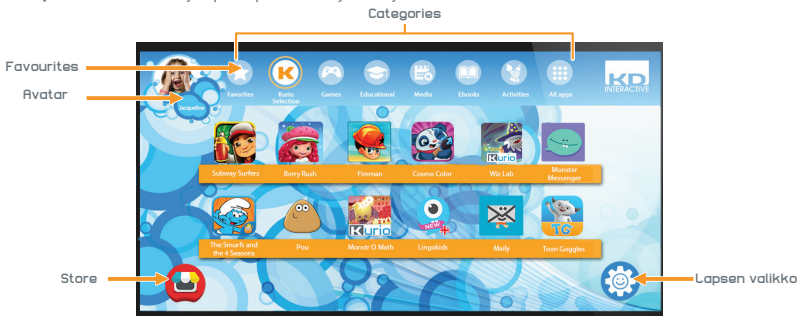 Categories
Favourites
Avatar
Jacqueline
Favorites
Kurio
Selection
Games
Educational
Media
Ebooks
Activities
All apps
KD
INTERACTIVE
Subway Surfers
Berry Rush
Fireman
Cosmo Color
Kurio
Wiz Lab
Monster
Messenger
The Smurfs and
the 4 Seasons
Pou
Kurio
Monstr O Math
NEW
Lingokids
Maily
TG
Toon Goggles
Store
Lapsen valikko